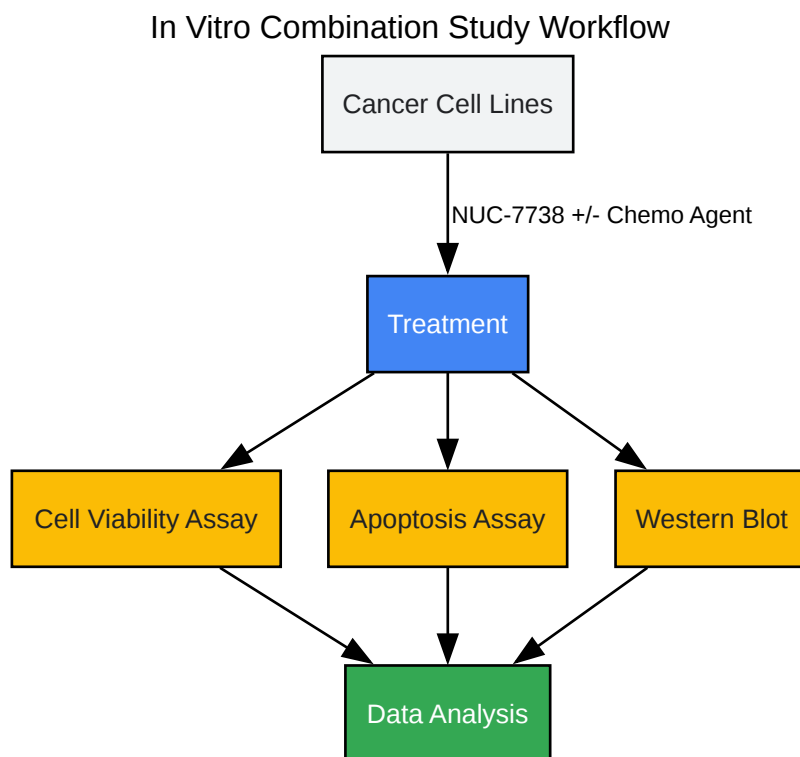 In Vitro Combination Study Workflow
Cancer Cell Lines
NUC-7738 +/- Chemo Agent
Treatment
Cell Viability Assay
Apoptosis Assay
Western Blot
Data Analysis